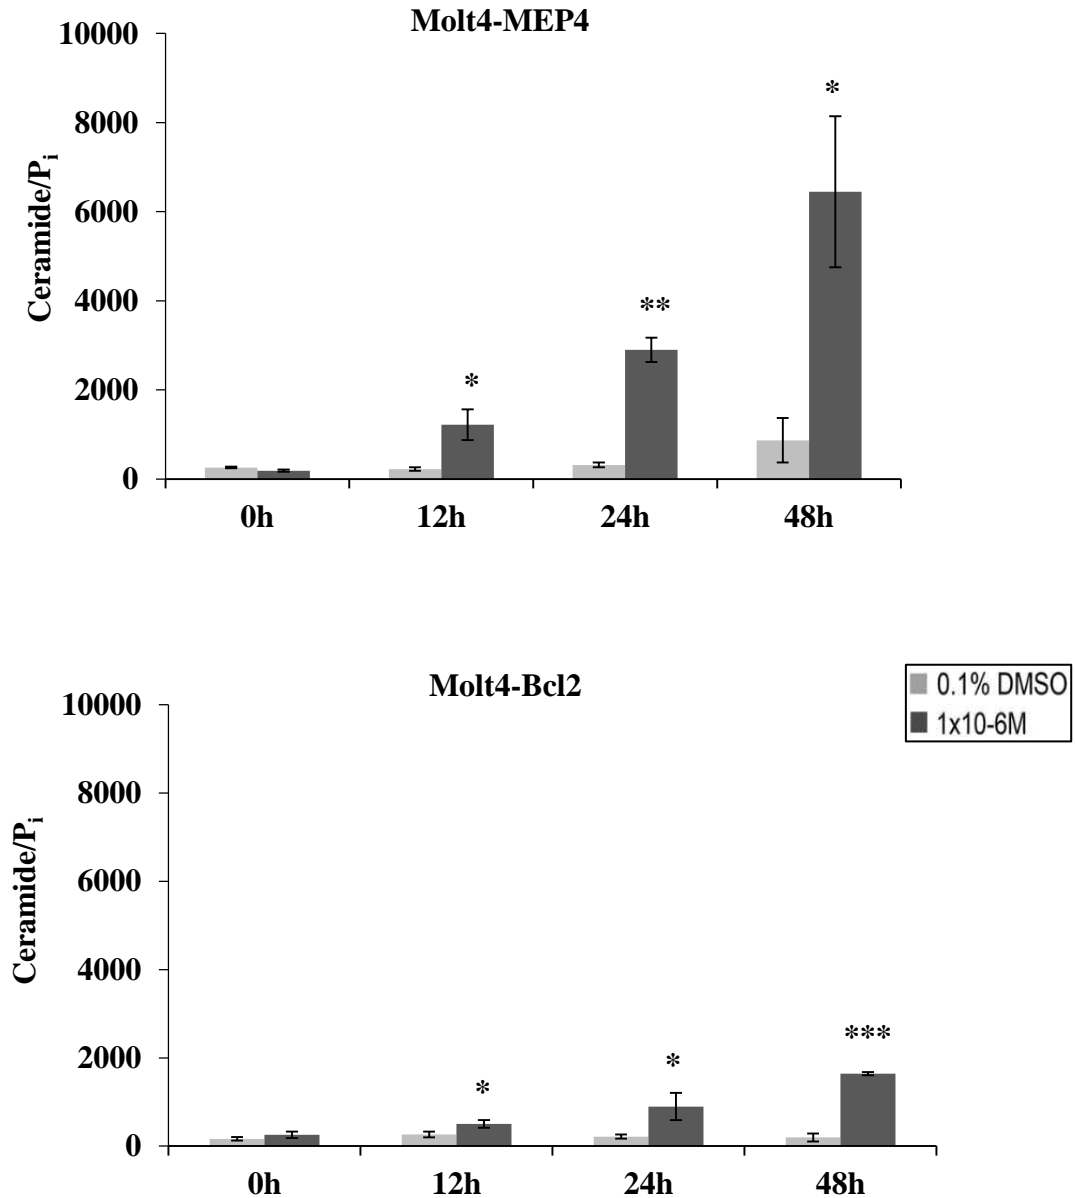 Molt4-MEP4
10000
8000
6000
4000
2000
0
Ceramide/Pi
*
**
*
0h 12h 24h 48h
Molt4-Bcl2
0.1% DMSO
1x10-6M
10000
8000
6000
4000
2000
0
Ceramide/Pi
*
*
***
0h 12h 24h 48h